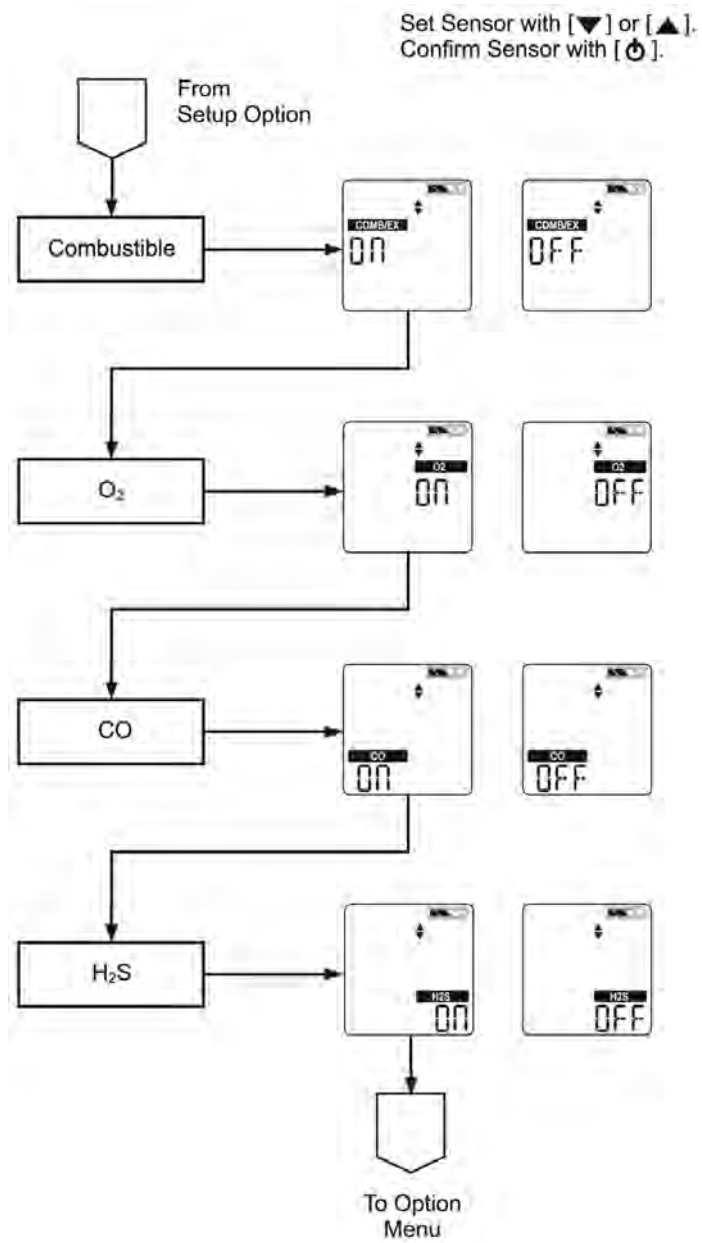 Set Sensor with [▼] or [▲].
Confirm Sensor with [⏻].
From
Setup Option
Combustible
COMB/EX
ON
COMB/EX
OFF
O₂
O2
ON
O2
OFF
CO
CO
ON
CO
OFF
H₂S
H2S
ON
H2S
OFF
To Option
Menu